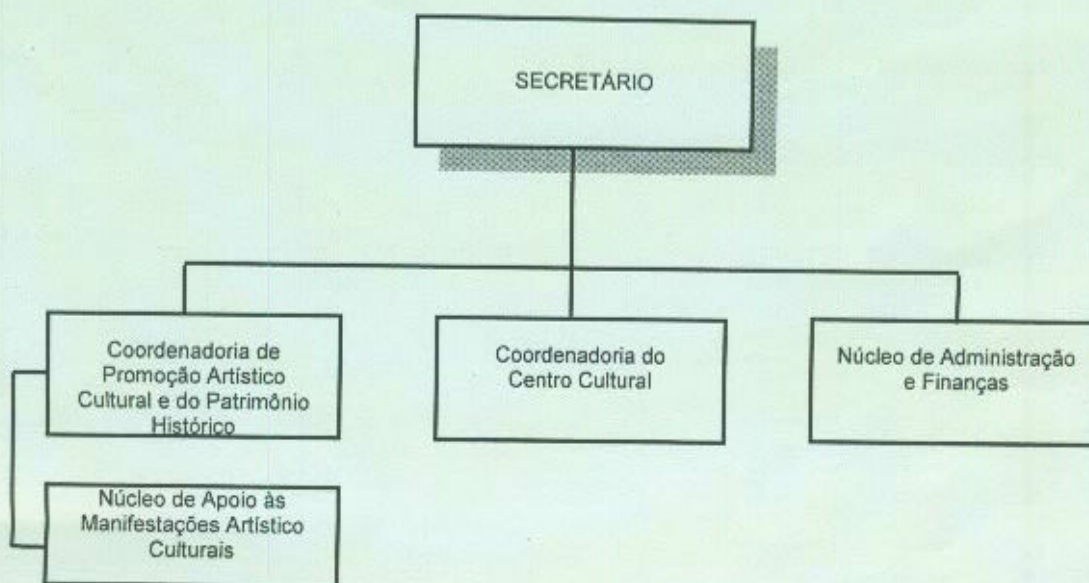 SECRETÁRIO
Coordenadoria de
Promoção Artístico
Cultural e do Patrimônio
Histórico
Coordenadoria do
Centro Cultural
Núcleo de Administração
e Finanças
Núcleo de Apoio às
Manifestações Artístico
Culturais